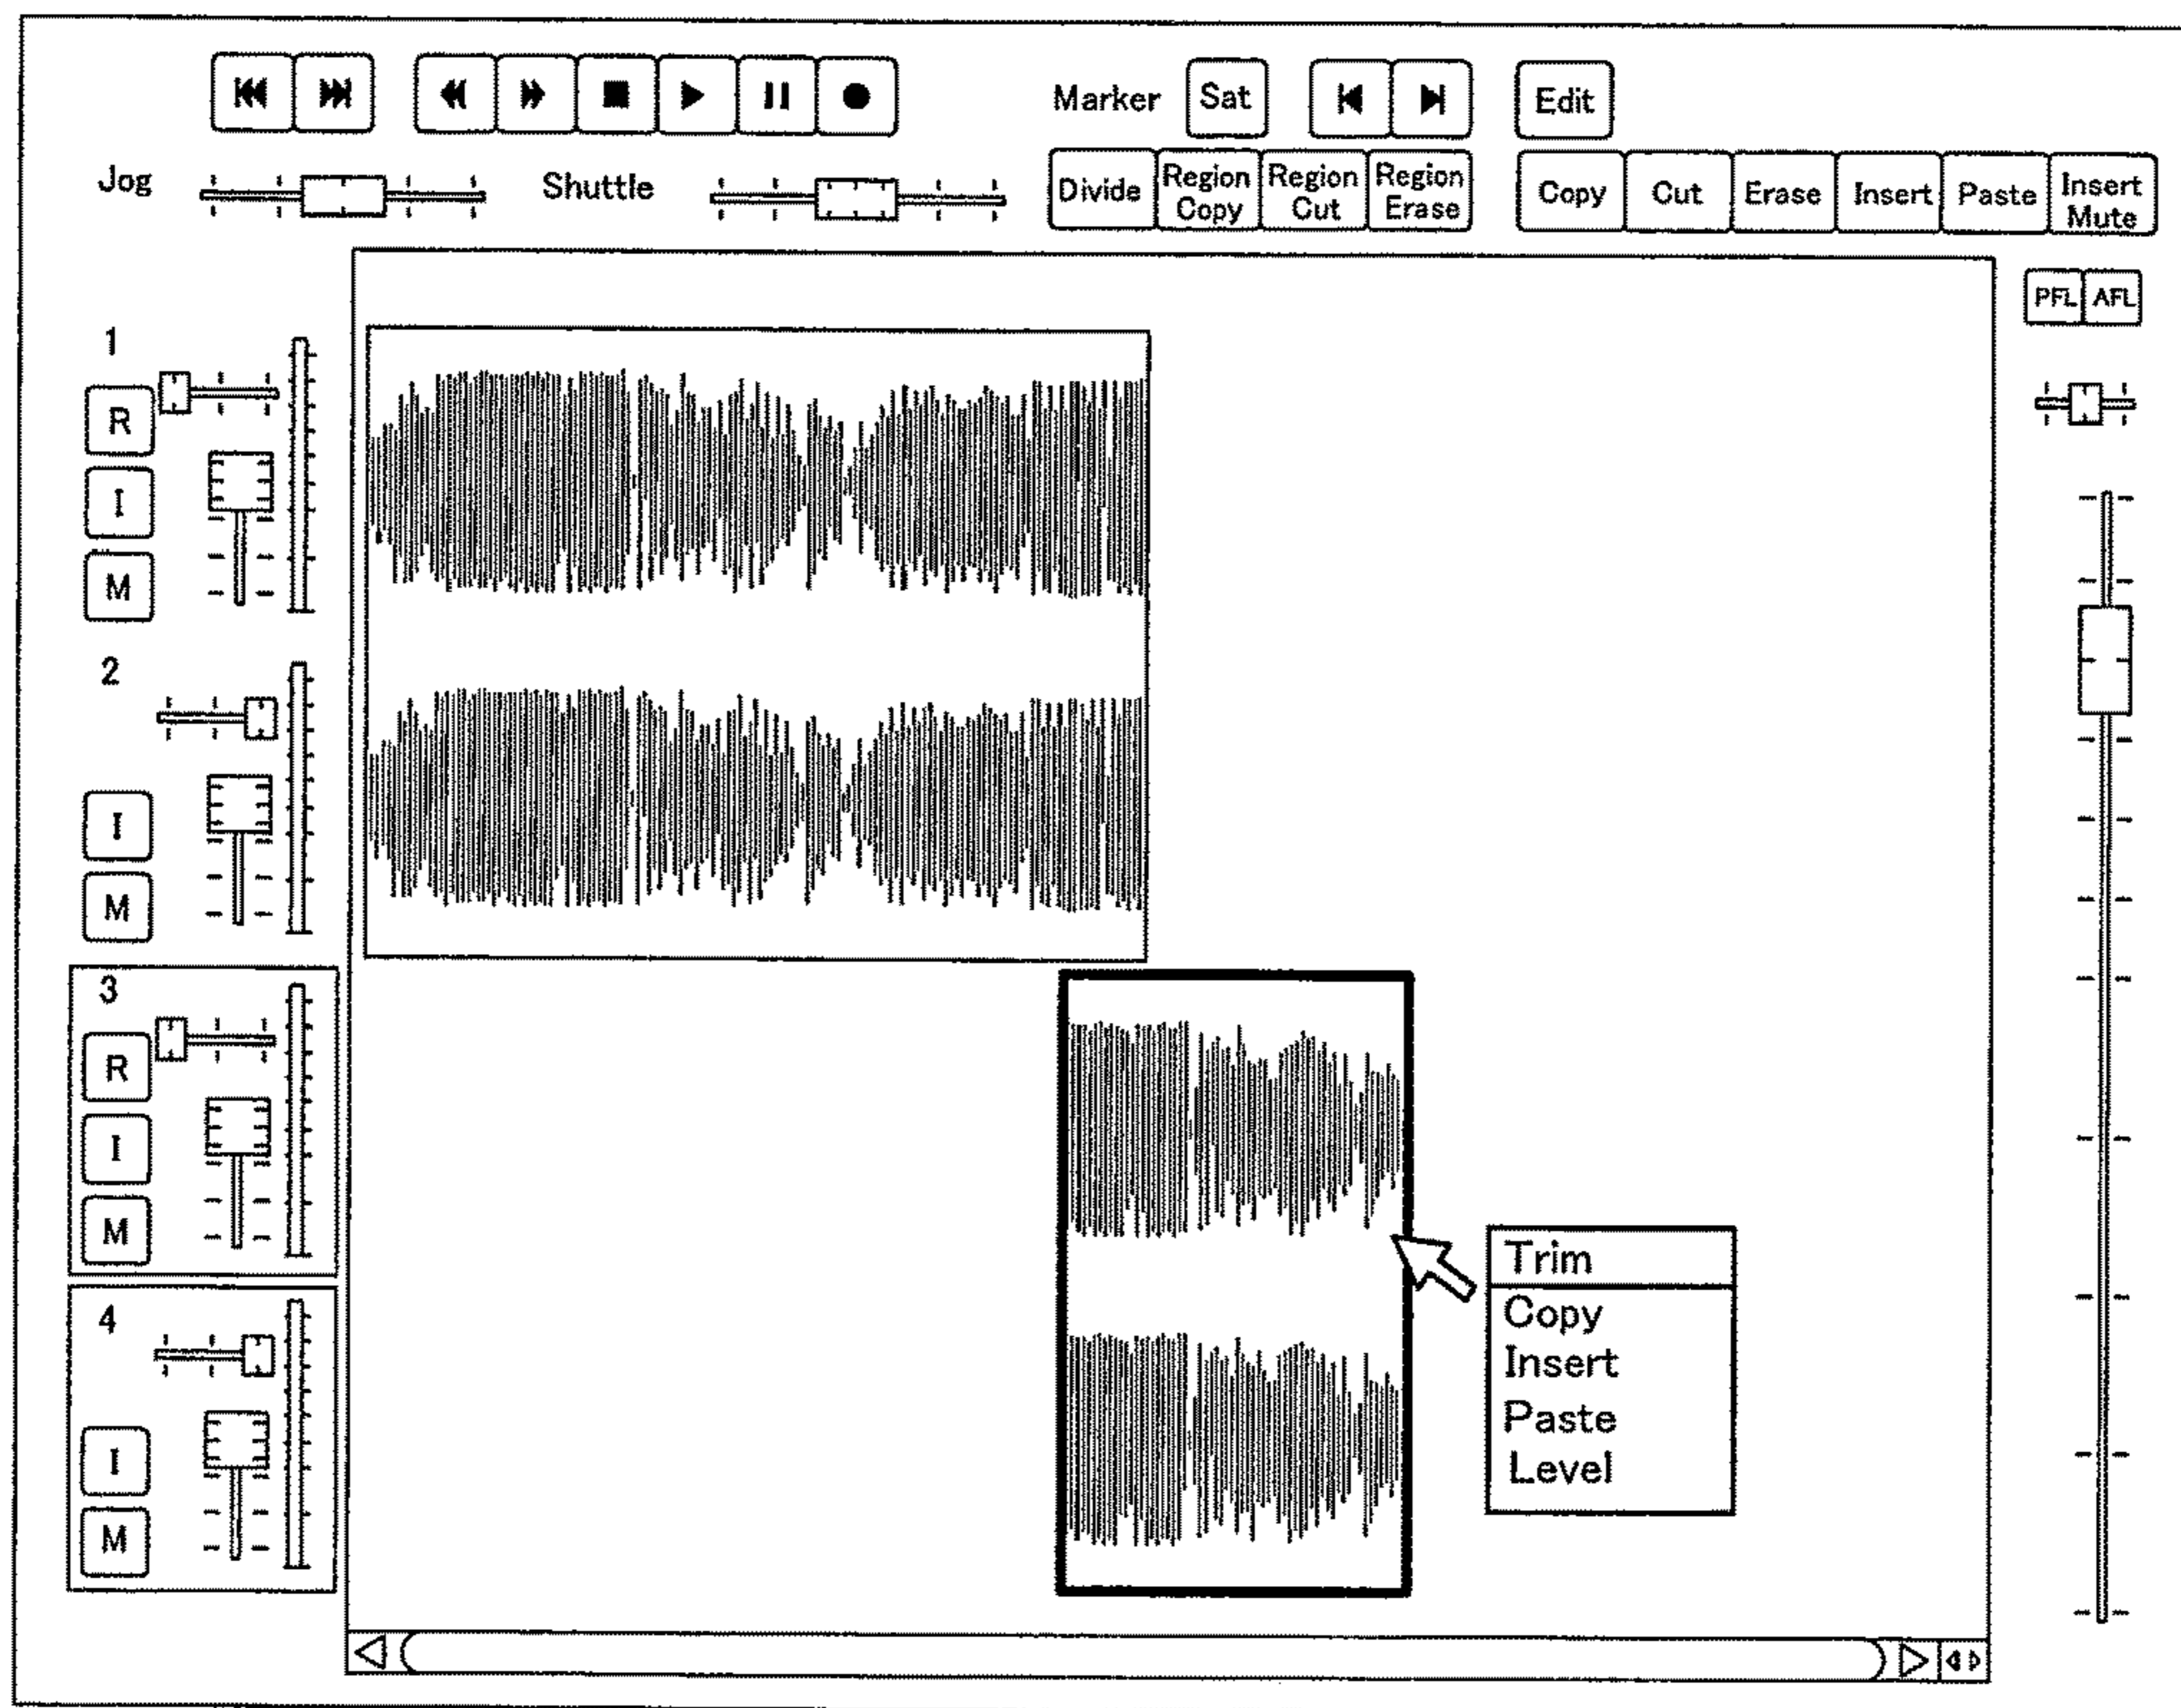 Marker Sat Edit
Jog Shuttle
Divide Region Copy Region Cut Region Erase Copy Cut Erase Insert Paste Insert Mute
PFL AFL
1
R
I
M
2
I
M
3
R
I
M
4
I
M
Trim
Copy
Insert
Paste
Level